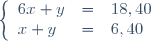 6x + y = 18,40
x + y = 6,40